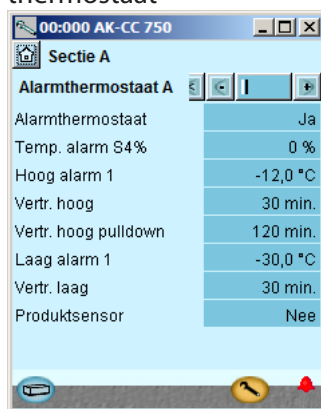 thermostaat
00:000 AK-CC 750
Sectie A
Alarmthermostaat A
Alarmthermostaat Ja
Temp. alarm S4% 0 %
Hoog alarm 1 -12,0 °C
Vertr. hoog 30 min.
Vertr. hoog pulldown 120 min.
Laag alarm 1 -30,0 °C
Vertr. laag 30 min.
Produktsensor Nee